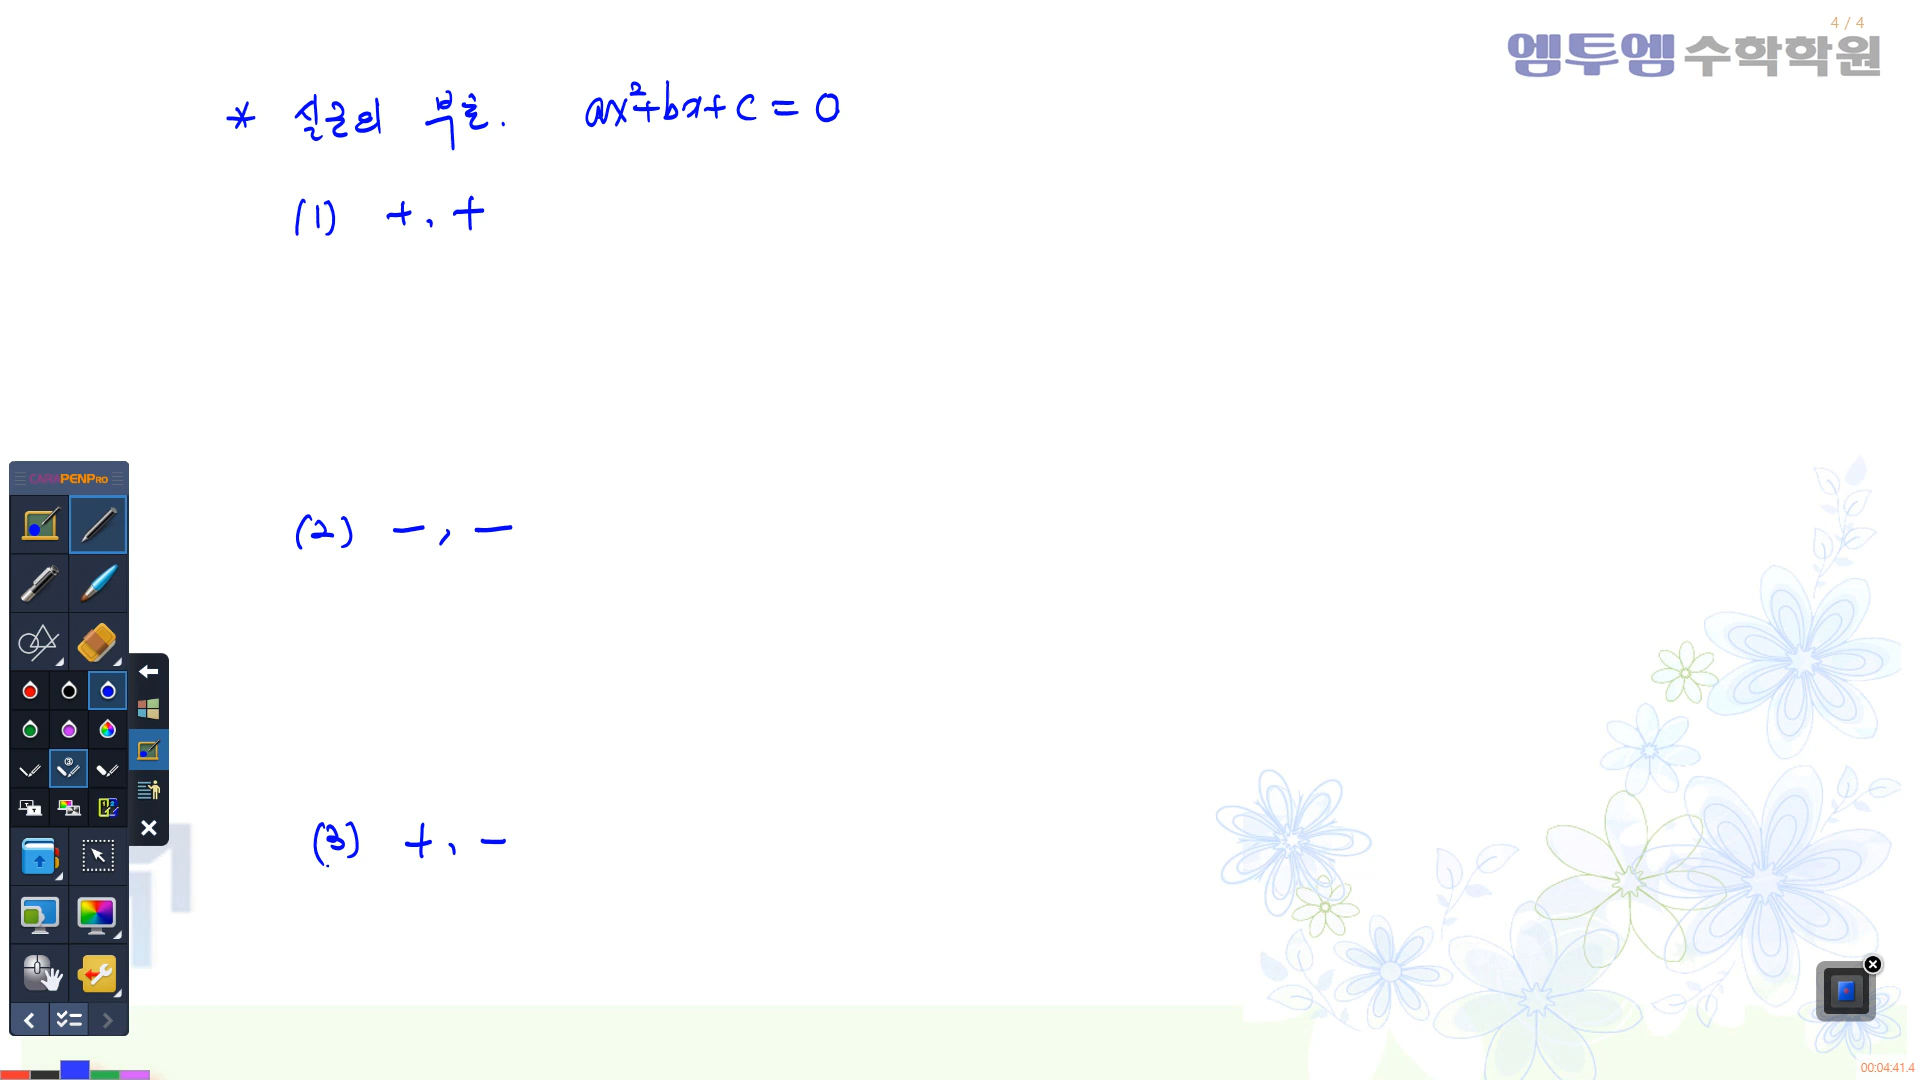 4 / 4
엠투엠 수학학원
* 실근의 부호. ax²+bx+c = 0
(1) +, +
(2) -, -
CARAPENPRO
(3) +, -
00:04:41.4